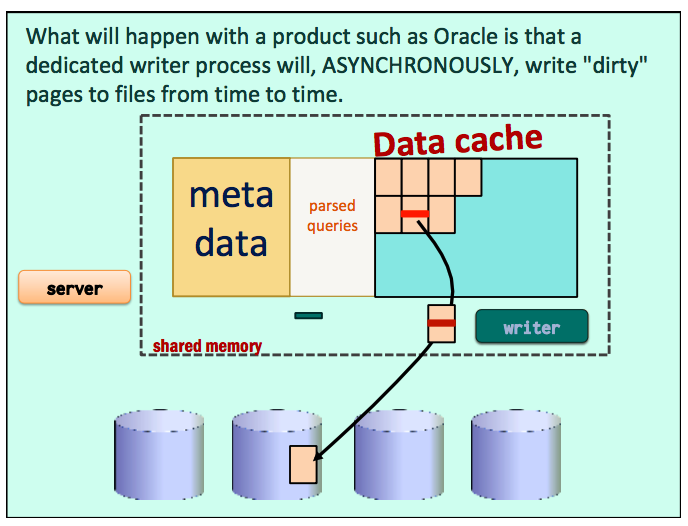 What will happen with a product such as Oracle is that a
dedicated writer process will, ASYNCHRONOUSLY, write "dirty"
pages to files from time to time.
Data cache
meta
data
parsed
queries
server
writer
shared memory